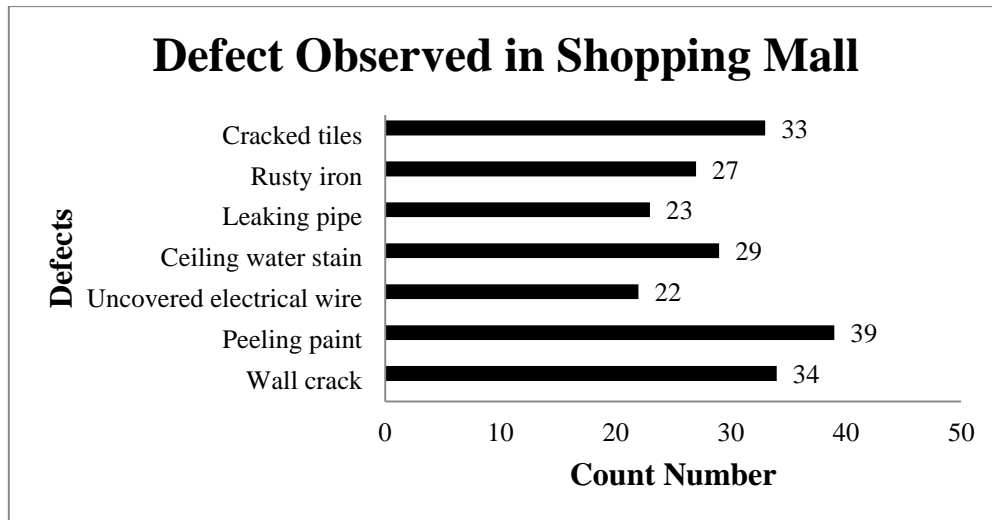 Defect Observed in Shopping Mall
Defects
Cracked tiles 33
Rusty iron 27
Leaking pipe 23
Ceiling water stain 29
Uncovered electrical wire 22
Peeling paint 39
Wall crack 34
0 10 20 30 40 50
Count Number